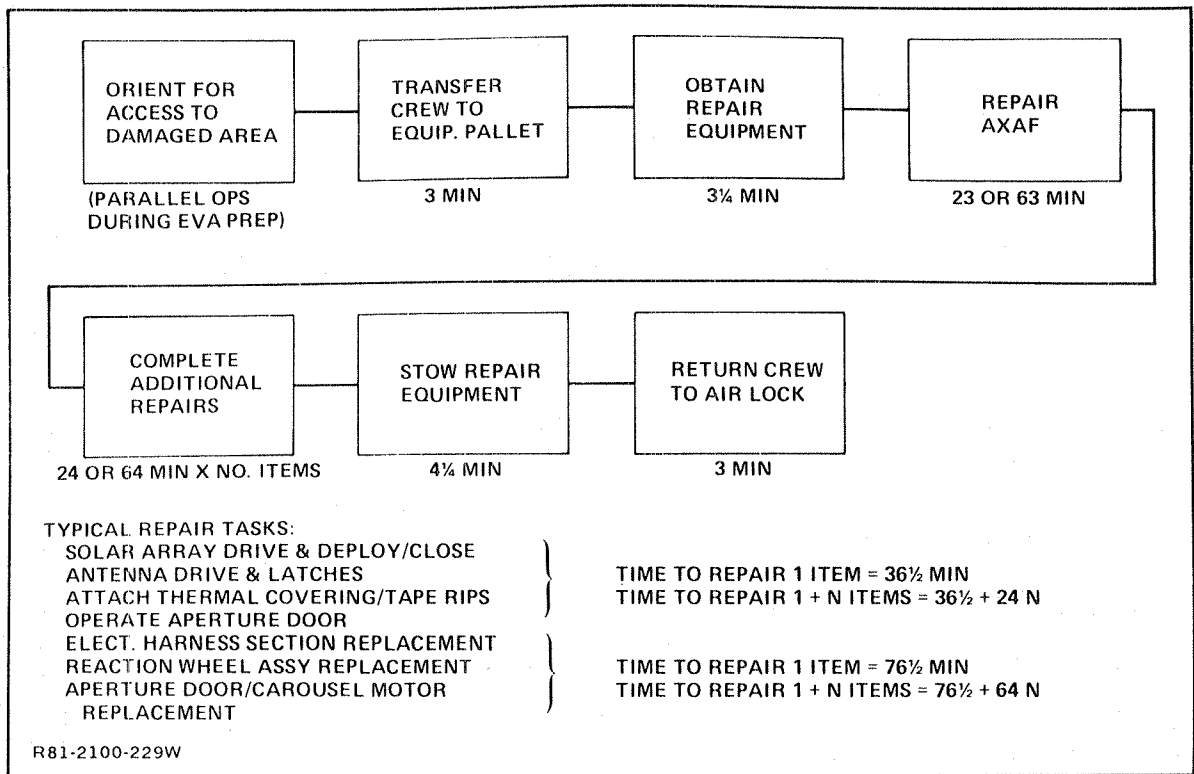 ORIENT FOR
ACCESS TO
DAMAGED AREA
(PARALLEL OPS
DURING EVA PREP)
TRANSFER
CREW TO
EQUIP. PALLET
3 MIN
OBTAIN
REPAIR
EQUIPMENT
3¼ MIN
REPAIR
AXAF
23 OR 63 MIN
COMPLETE
ADDITIONAL
REPAIRS
24 OR 64 MIN X NO. ITEMS
STOW REPAIR
EQUIPMENT
4¼ MIN
RETURN CREW
TO AIR LOCK
3 MIN
TYPICAL REPAIR TASKS:
SOLAR ARRAY DRIVE & DEPLOY/CLOSE
ANTENNA DRIVE & LATCHES
ATTACH THERMAL COVERING/TAPE RIPS
OPERATE APERTURE DOOR
TIME TO REPAIR 1 ITEM = 36½ MIN
TIME TO REPAIR 1 + N ITEMS = 36½ + 24 N
ELECT. HARNESS SECTION REPLACEMENT
REACTION WHEEL ASSY REPLACEMENT
APERTURE DOOR/CAROUSEL MOTOR
REPLACEMENT
TIME TO REPAIR 1 ITEM = 76½ MIN
TIME TO REPAIR 1 + N ITEMS = 76½ + 64 N
R81-2100-229W